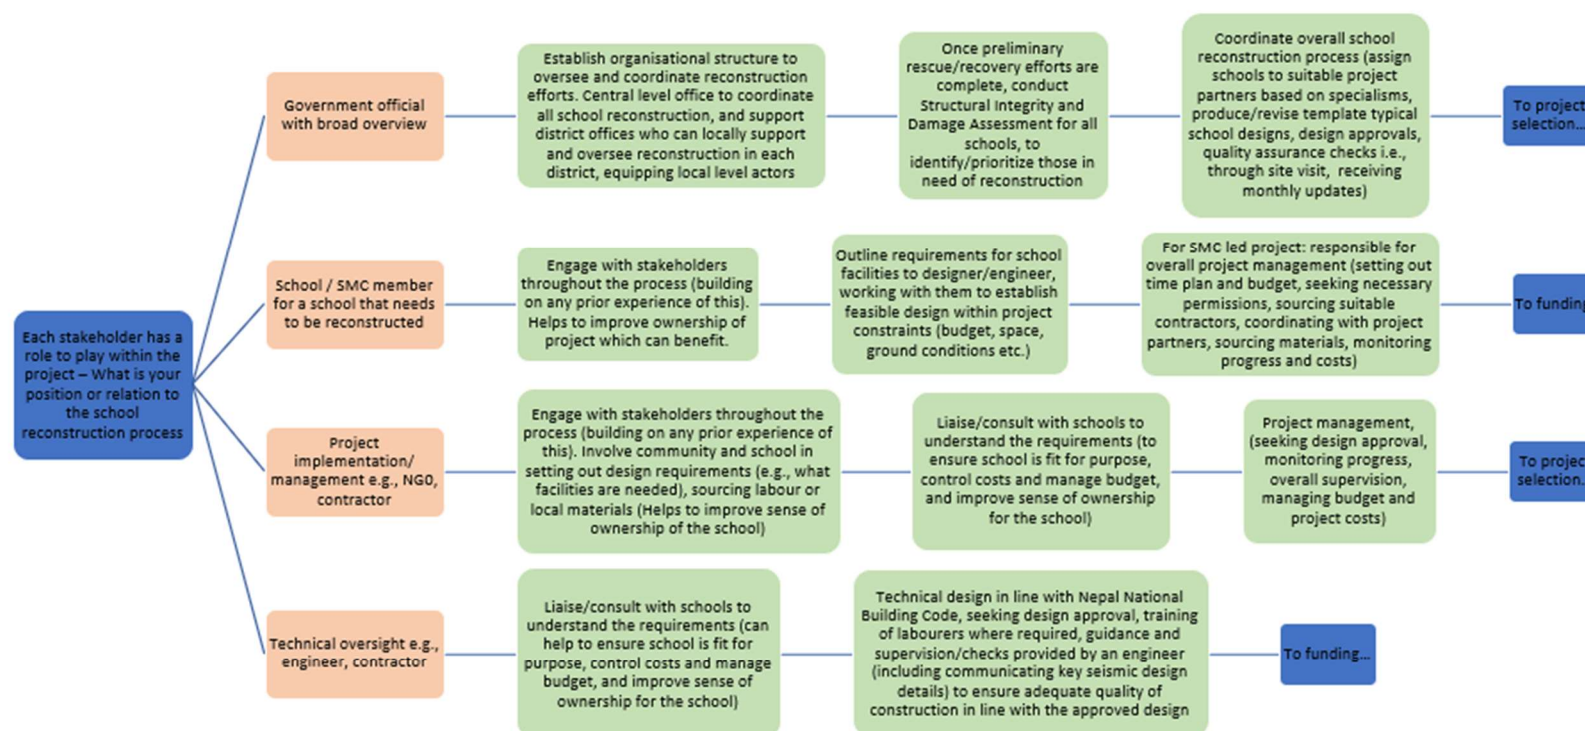 Each stakeholder has a
role to play within the
project – What is your
position or relation to
the school
reconstruction process
Government official
with broad overview
Establish organisational structure to
oversee and coordinate reconstruction
efforts. Central level office to coordinate
all school reconstruction, and support
district offices who can locally support
and oversee reconstruction in each
district, equipping local level actors
Once preliminary
rescue/recovery efforts are
complete, conduct
Structural Integrity and
Damage Assessment for all
schools, to
identify/prioritize those in
need of reconstruction
Coordinate overall school
reconstruction process (assign
schools to suitable project
partners based on specialisms,
produce/revise template typical
school designs, design approvals,
quality assurance checks i.e.,
through site visit, receiving
monthly updates)
To project
selection...
School / SMC member
for a school that needs
to be reconstructed
Engage with stakeholders
throughout the process (building
on any prior experience of this).
Helps to improve ownership of
project which can benefit.
Outline requirements for school
facilities to designer/engineer,
working with them to establish
feasible design within project
constraints (budget, space,
ground conditions etc.)
For SMC led project: responsible for
overall project management (setting out
time plan and budget, seeking necessary
permissions, sourcing suitable
contractors, coordinating with project
partners, sourcing materials, monitoring
progress and costs)
To funding
Project
implementation/
management e.g., NGO,
contractor
Engage with stakeholders throughout the
process (building on any prior experience of
this). Involve community and school in
setting out design requirements (e.g., what
facilities are needed), sourcing labour or
local materials (Helps to improve sense of
ownership of the school)
Liaise/consult with schools to
understand the requirements (to
ensure school is fit for purpose,
control costs and manage budget,
and improve sense of ownership
for the school)
Project management,
(seeking design approval,
monitoring progress,
overall supervision,
managing budget and
project costs)
To project
selection.
Technical oversight e.g.,
engineer, contractor
Liaise/consult with schools to
understand the requirements (can
help to ensure school is fit for
purpose, control costs and manage
budget, and improve sense of
ownership for the school)
Technical design in line with Nepal National
Building Code, seeking design approval, training
of labourers where required, guidance and
supervision/checks provided by an engineer
(including communicating key seismic design
details) to ensure adequate quality of
construction in line with the approved design
To funding...